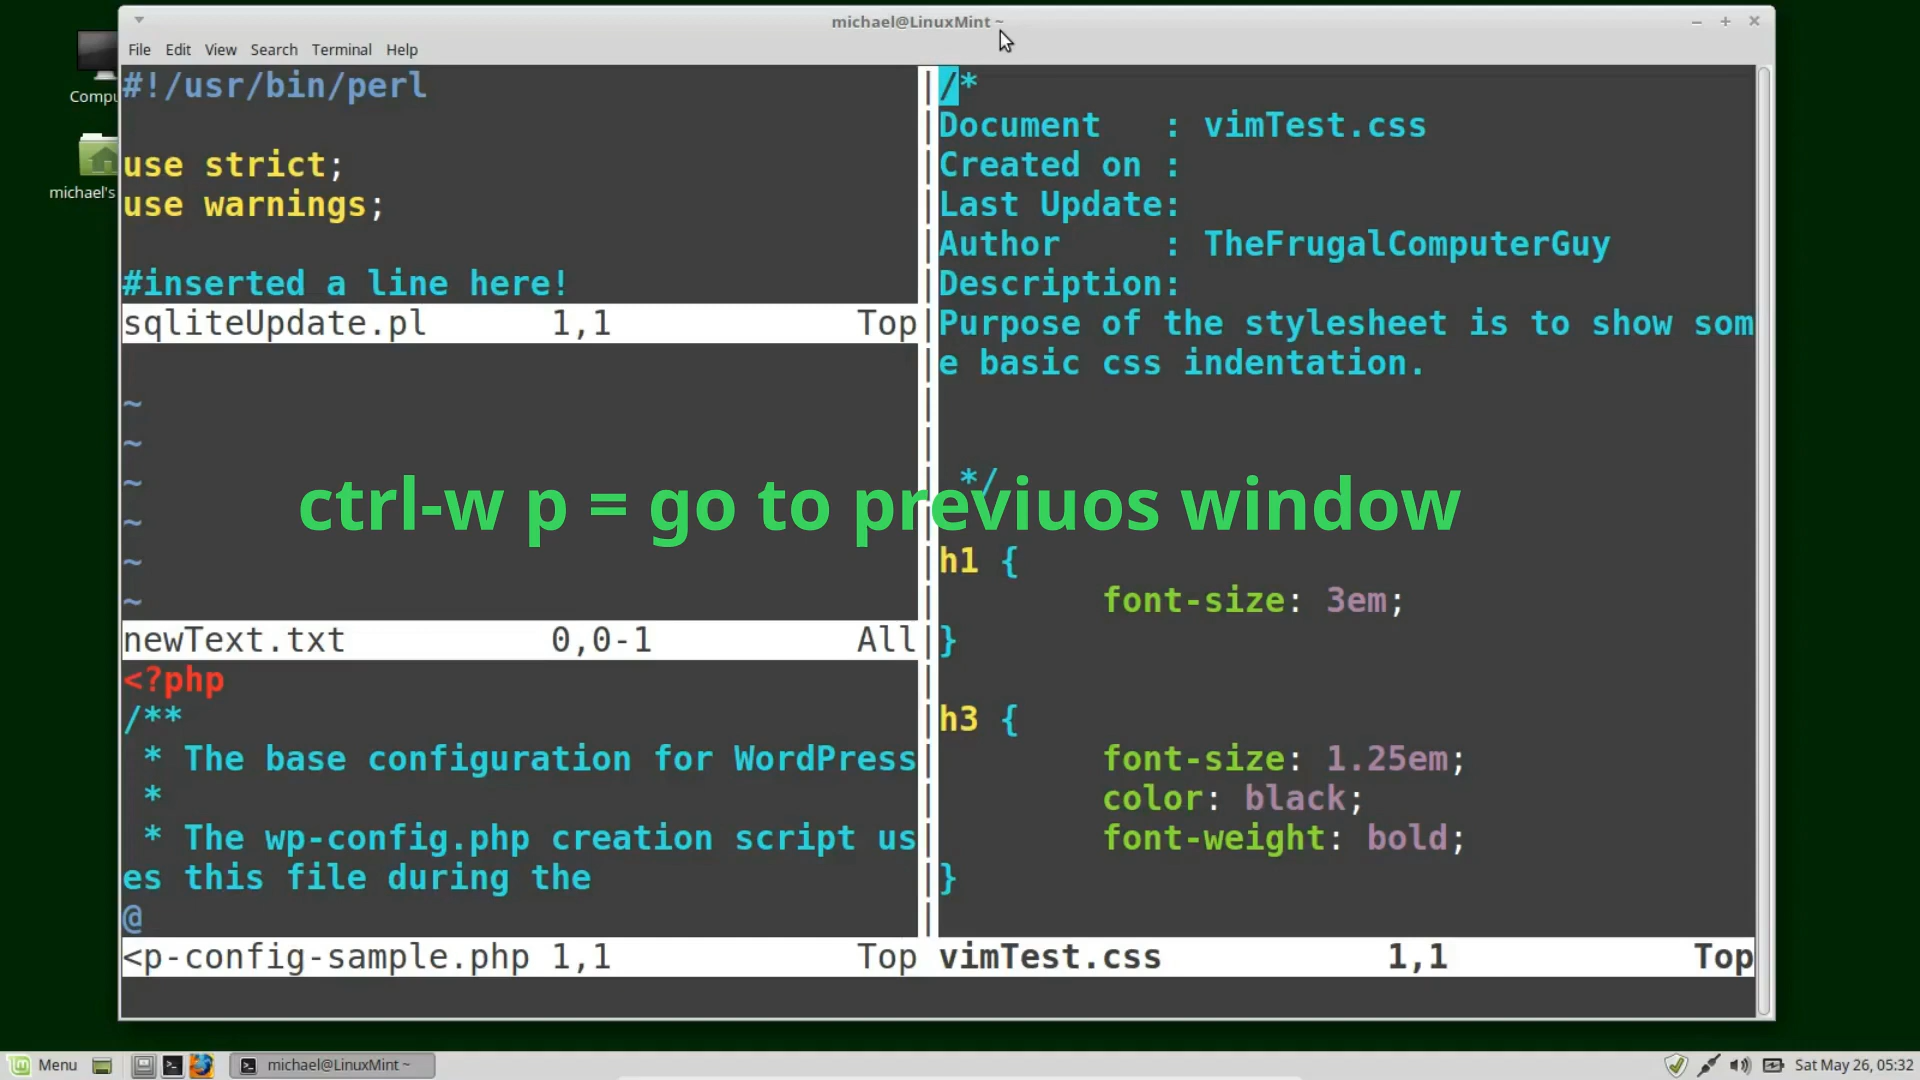 michael@LinuxMint ~
File Edit View Search Terminal Help
Compu
michael's
#!/usr/bin/perl
use strict;
use warnings;
#inserted a line here!
sqliteUpdate.pl 1,1 Top
~
~
~
~
~
~
newText.txt 0,0-1 All
<?php
/**
 * The base configuration for WordPress
 *
 * The wp-config.php creation script us
es this file during the
@
<p-config-sample.php 1,1 Top
/*
Document : vimTest.css
Created on :
Last Update:
Author : TheFrugalComputerGuy
Description:
Purpose of the stylesheet is to show som
e basic css indentation.
 */
h1 {
font-size: 3em;
}
h3 {
font-size: 1.25em;
color: black;
font-weight: bold;
}
vimTest.css 1,1 Top
ctrl-w p = go to previuos window
Menu
michael@LinuxMint ~
Sat May 26, 05:32